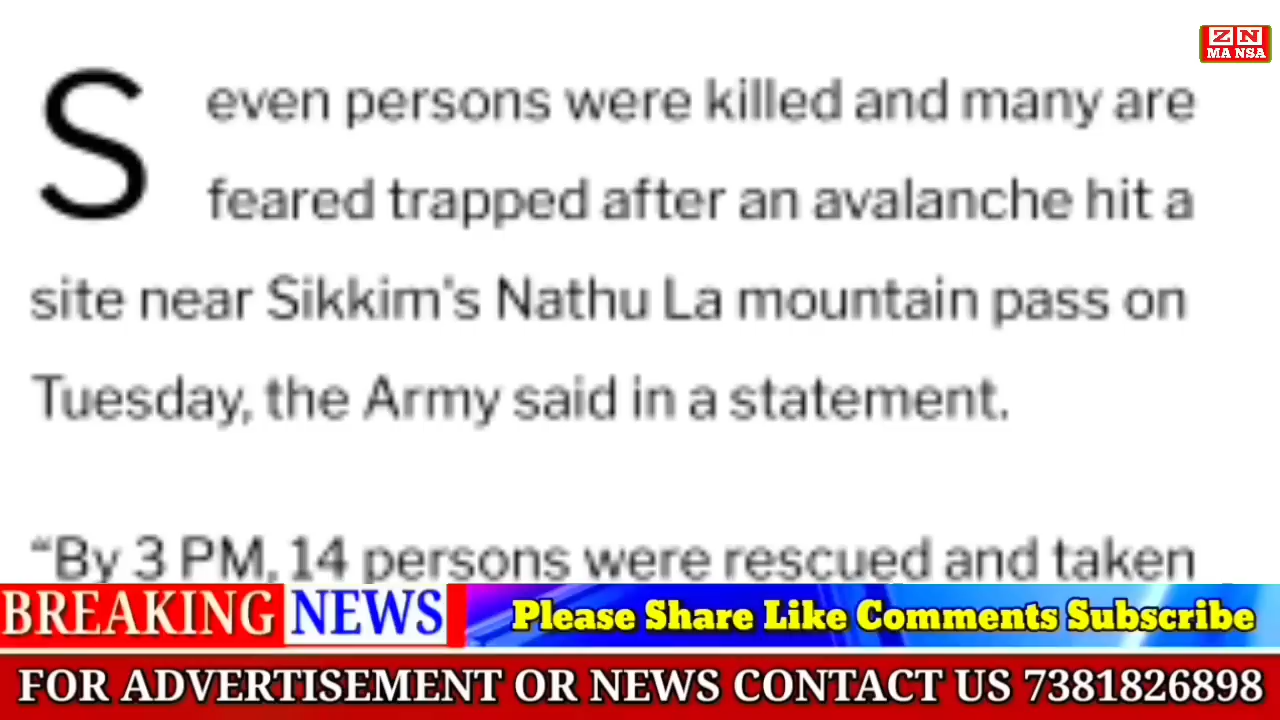 Z N
MANSA
Seven persons were killed and many are
feared trapped after an avalanche hit a
site near Sikkim's Nathu La mountain pass on
Tuesday, the Army said in a statement.
“By 3 PM, 14 persons were rescued and taken
BREAKING NEWS
Please Share Like Comments Subscribe
FOR ADVERTISEMENT OR NEWS CONTACT US 7381826898